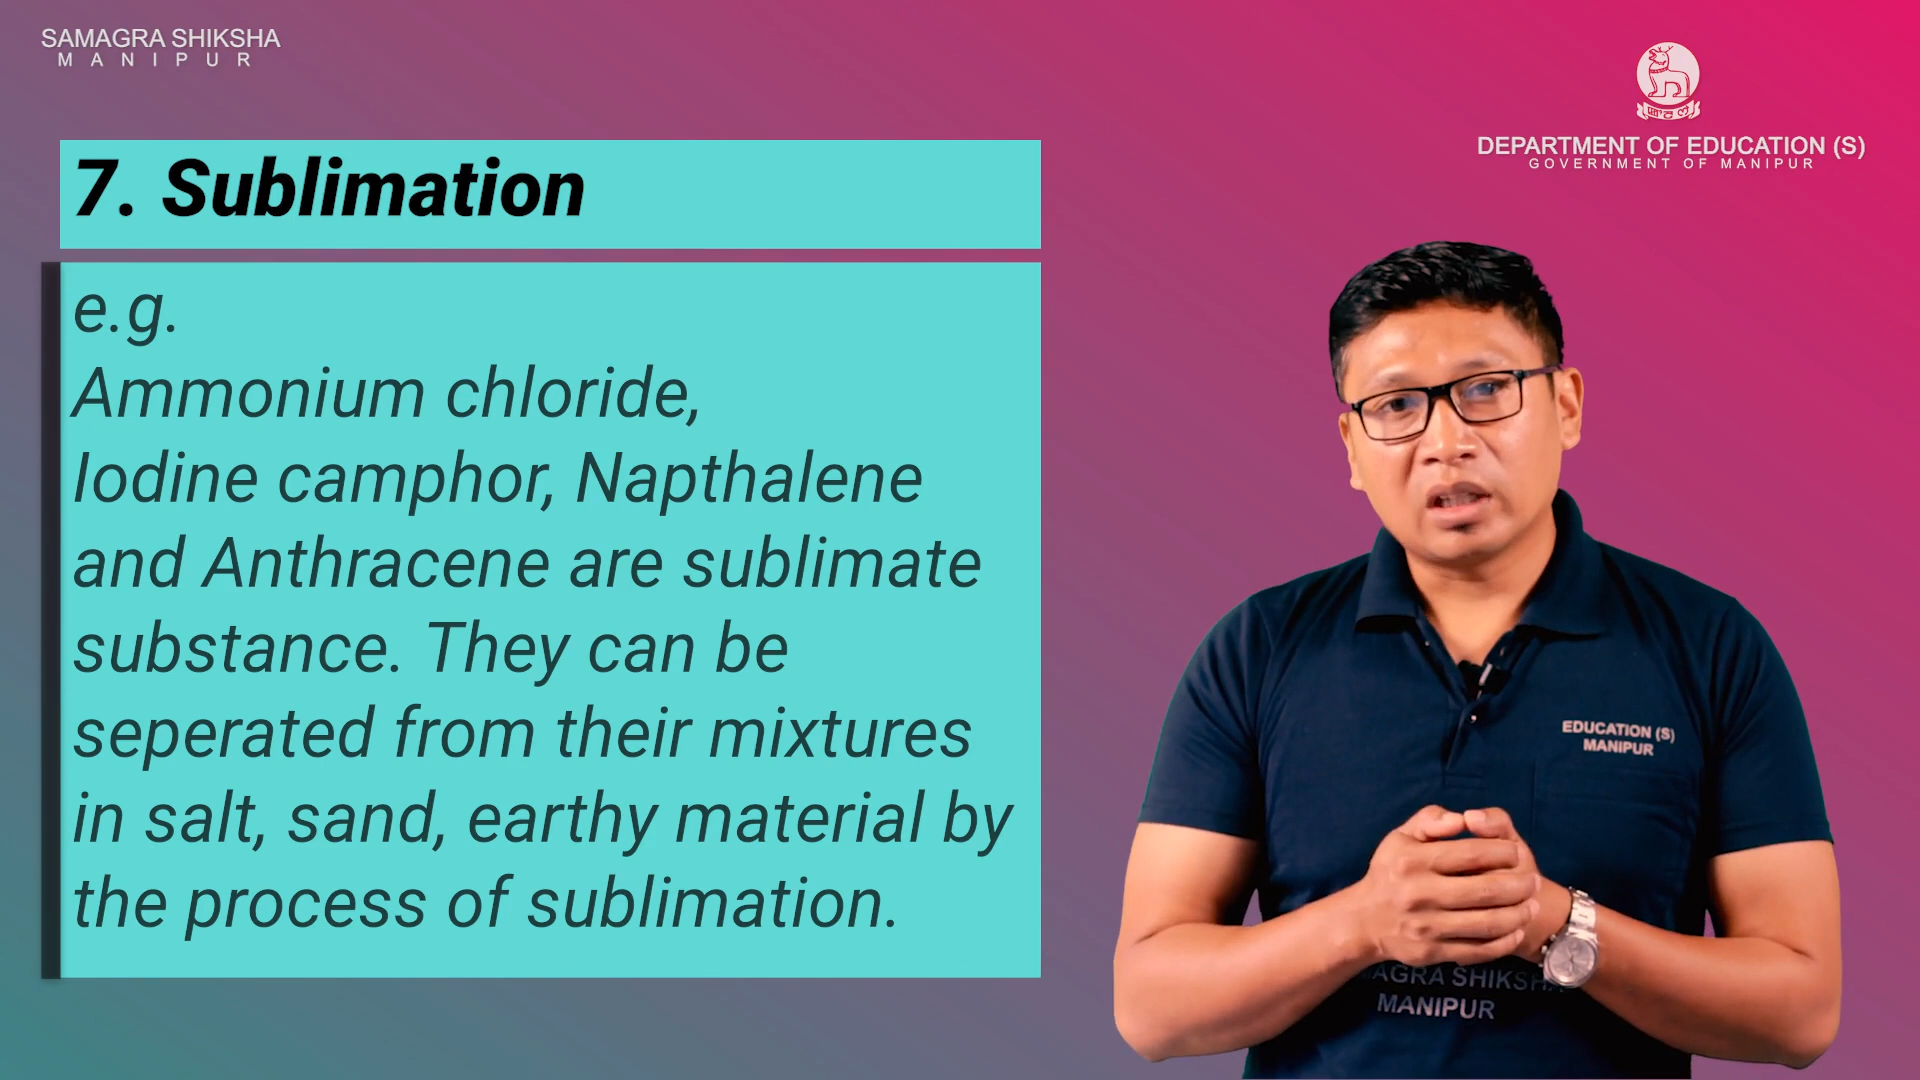 SAMAGRA SHIKSHA
MANIPUR
DEPARTMENT OF EDUCATION (S)
GOVERNMENT OF MANIPUR
7. Sublimation
e.g.
Ammonium chloride,
Iodine camphor, Napthalene
and Anthracene are sublimate
substance. They can be
seperated from their mixtures
in salt, sand, earthy material by
the process of sublimation.
EDUCATION (S)
MANIPUR
AGRA SHIKSHA
MANIPUR